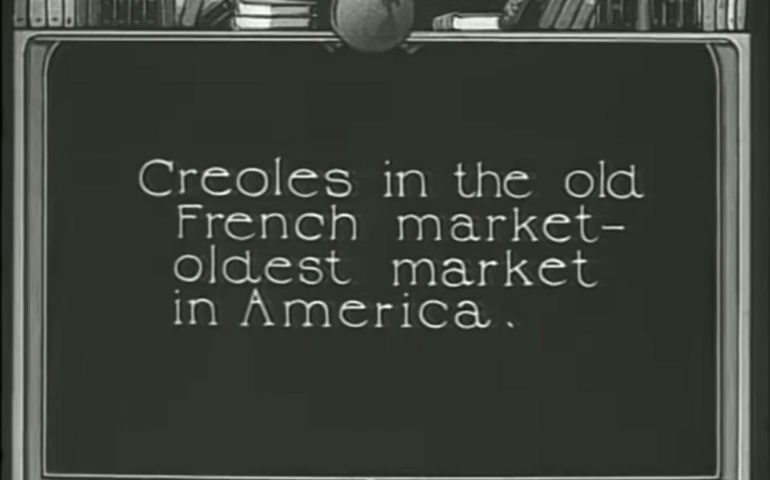 Creoles in the old
French market-
oldest market
in America.